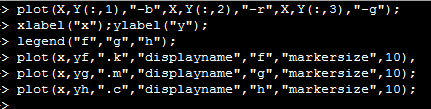 > plot(X,Y(:,1),"-b",X,Y(:,2),"-r",X,Y(:,3),"-g");
> xlabel("x");ylabel("y");
> legend("f","g","h");
> plot(x,yf,".k","displayname","f","markersize",10),
> plot(x,yg,".m","displayname","g","markersize",10);
> plot(x,yh,".c","displayname","h","markersize",10);
>